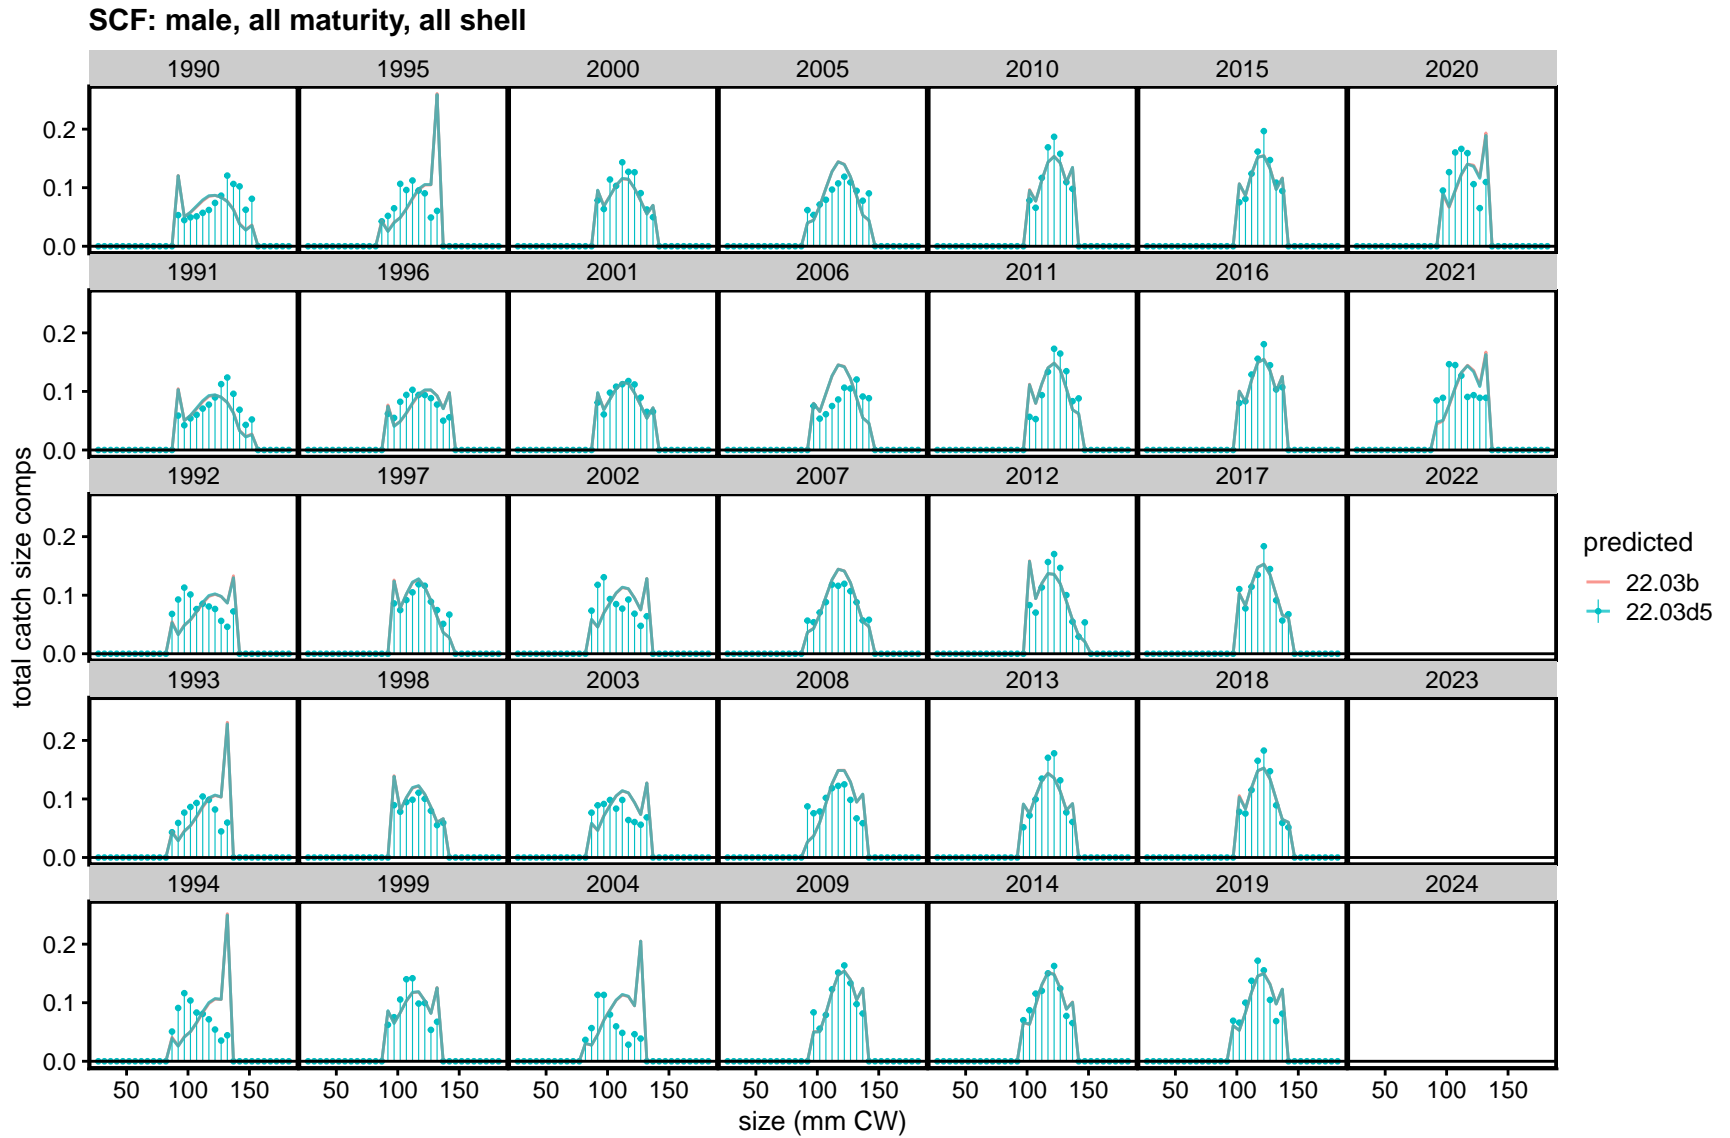 SCF: male, all maturity, all shell
1990 1995 2000 2005 2010 2015 2020
0.2
0.1
0.0
1991 1996 2001 2006 2011 2016 2021
0.2
0.1
0.0
1992 1997 2002 2007 2012 2017 2022
0.2
0.1
0.0
1993 1998 2003 2008 2013 2018 2023
0.2
0.1
0.0
1994 1999 2004 2009 2014 2019 2024
0.2
0.1
0.0
50 100 150 50 100 150 50 100 150 50 100 150 50 100 150 50 100 150 50 100 150
size (mm CW)
total catch size comps
predicted
22.03b
22.03d5